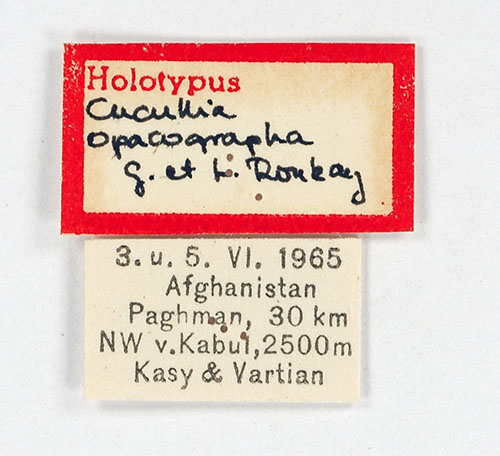 Holotypus
Cucullia
opacographa
G. et L. Ronkay
3. u. 5. VI. 1965
Afghanistan
Paghman, 30 km
NW v.Kabul,2500m
Kasy & Vartian